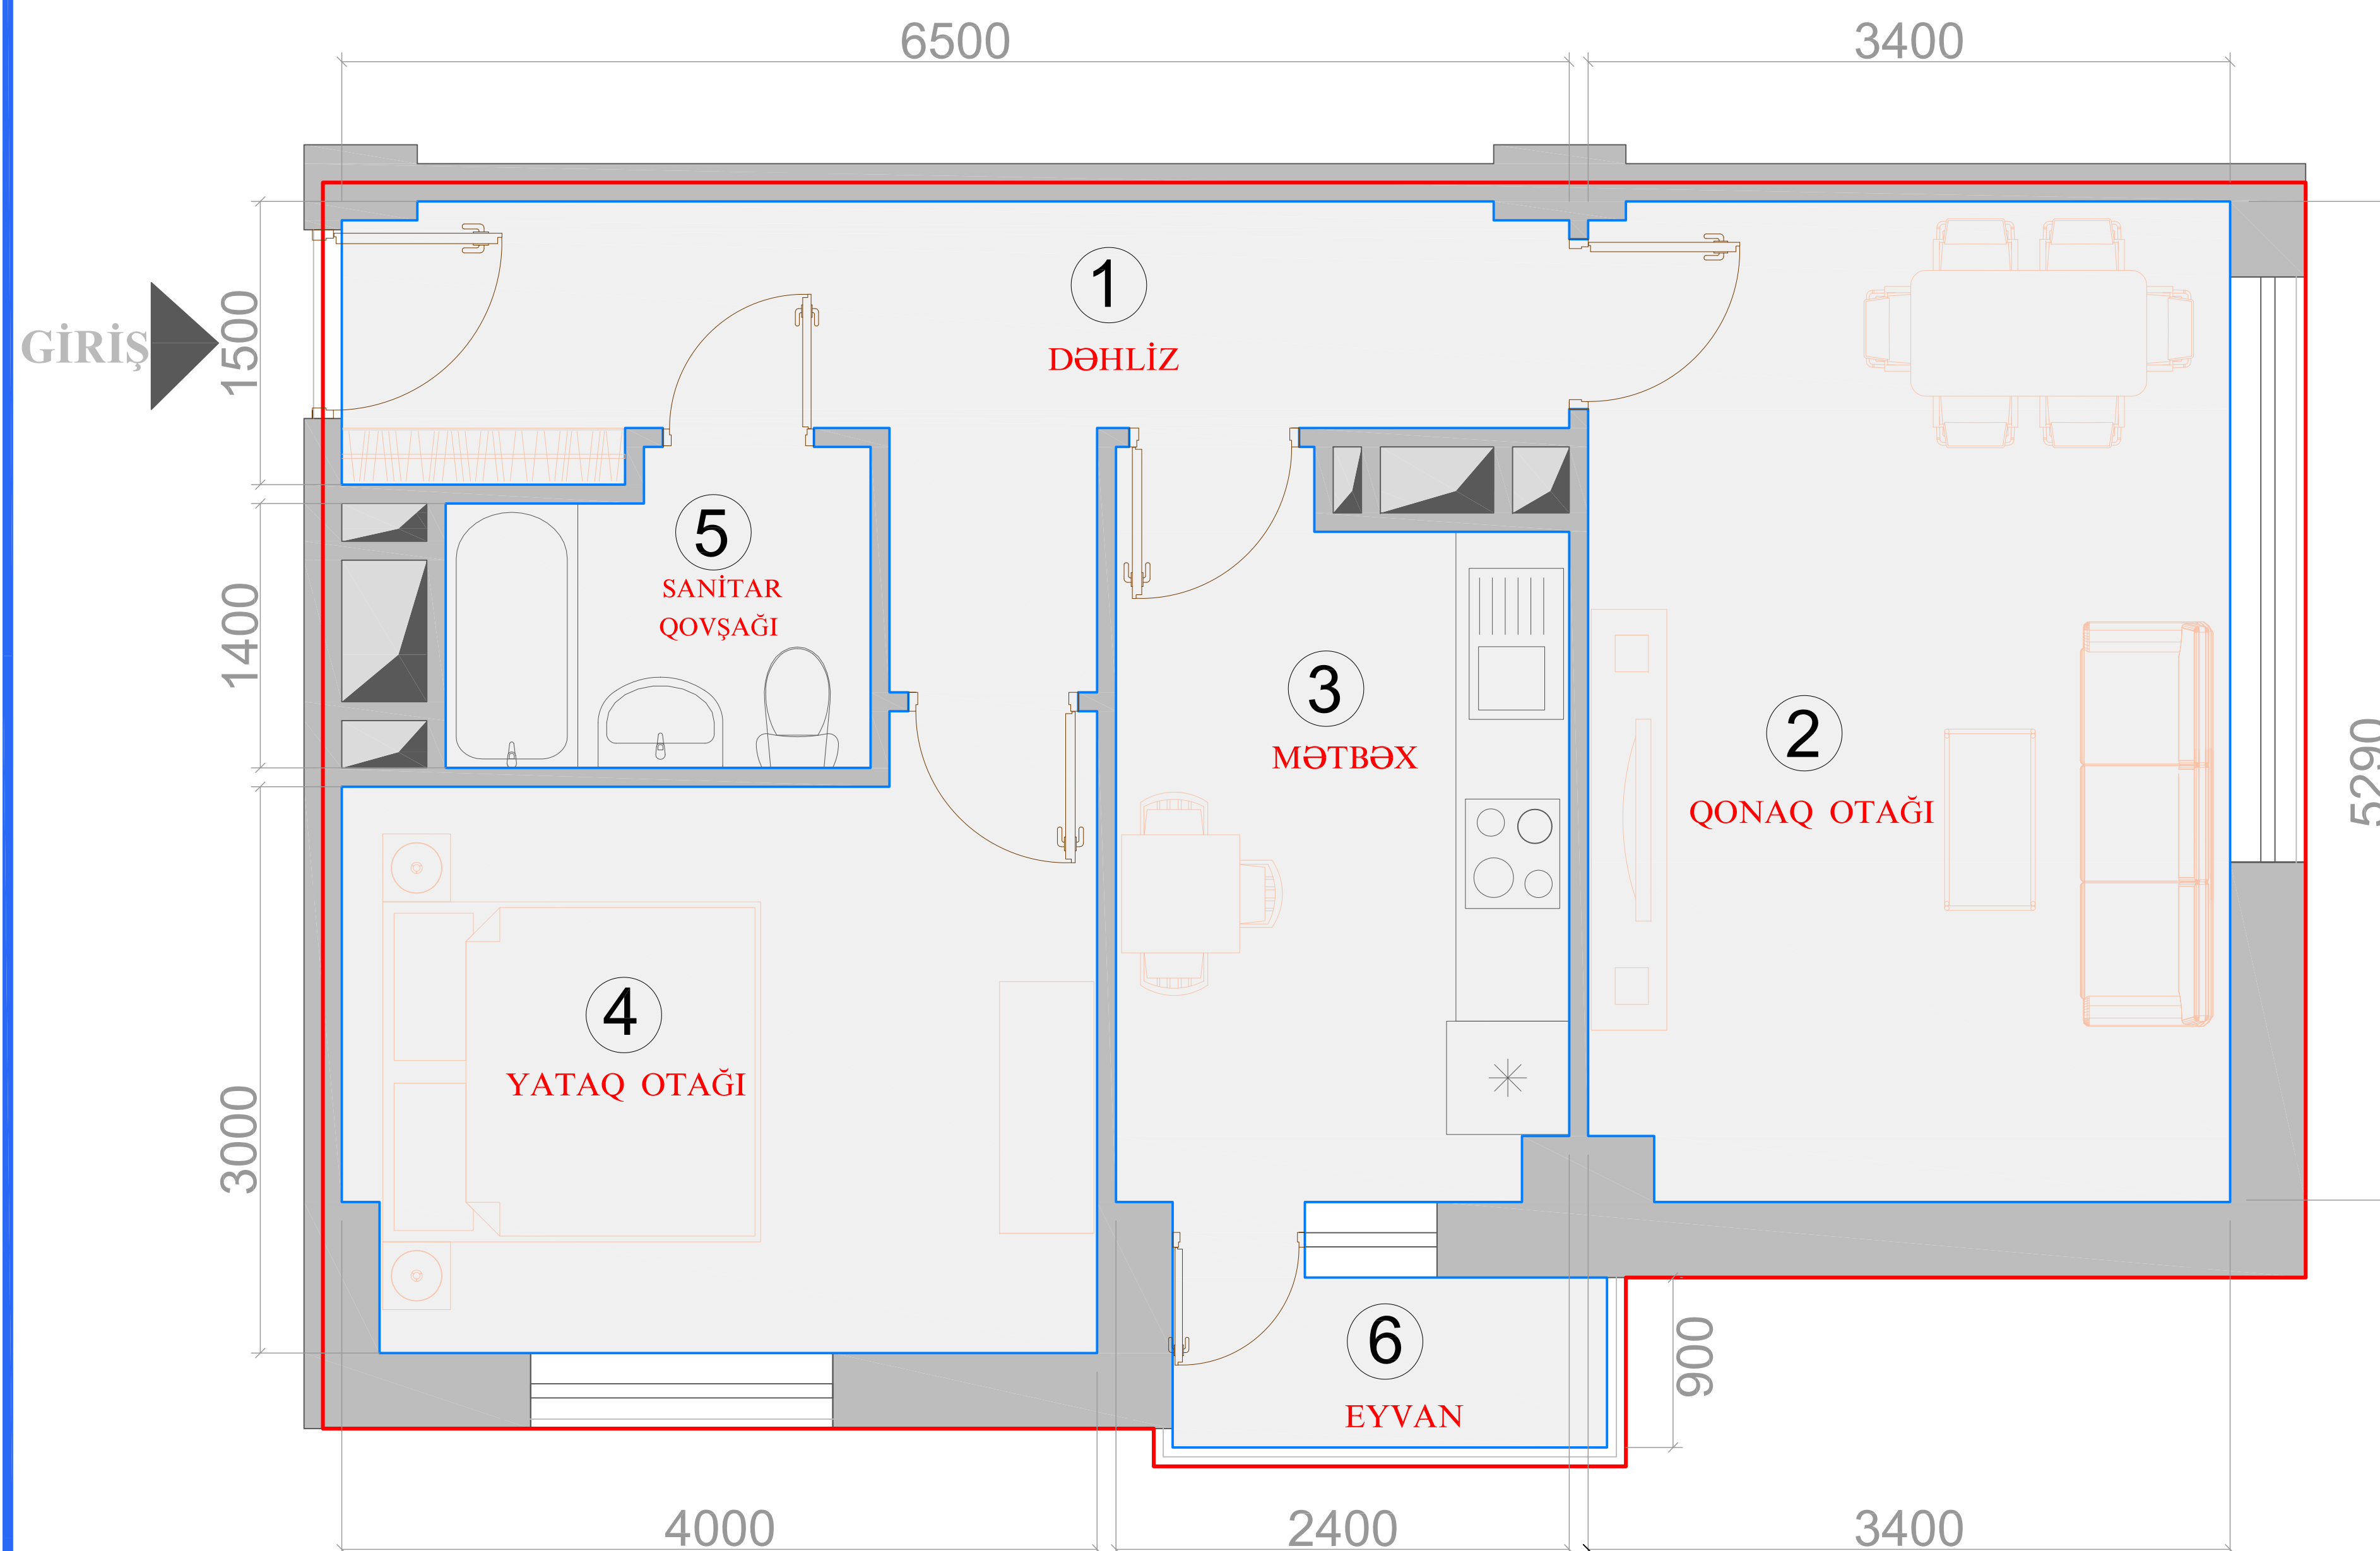 6500
3400
GİRİŞ
1500
1
DƏHLİZ
5
SANİTAR
QOVŞAĞI
1400
3
MƏTBƏX
2
QONAQ OTAĞI
5290
4
YATAQ OTAĞI
3000
6
EYVAN
900
4000
2400
3400